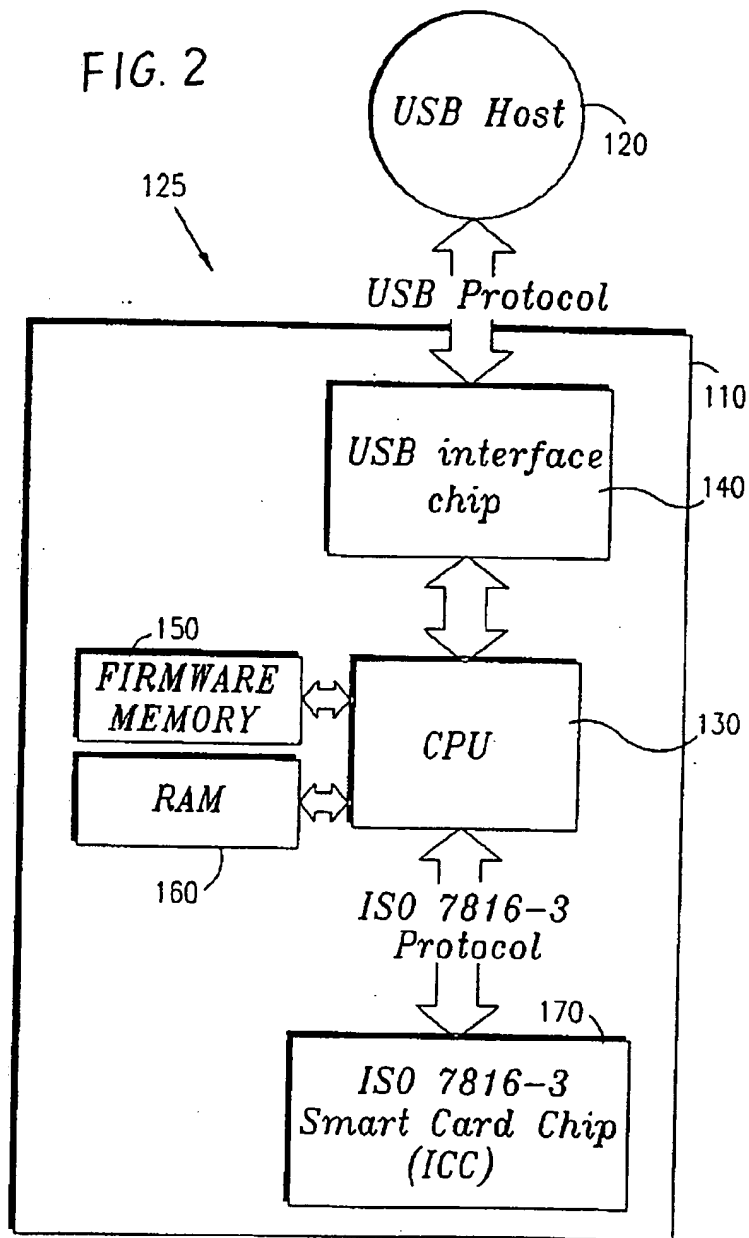 FIG. 2
USB Host
120
125
USB Protocol
110
USB interface
chip
140
150
FIRMWARE
MEMORY
CPU
130
RAM
160
ISO 7816-3
Protocol
170
ISO 7816-3
Smart Card Chip
(ICC)